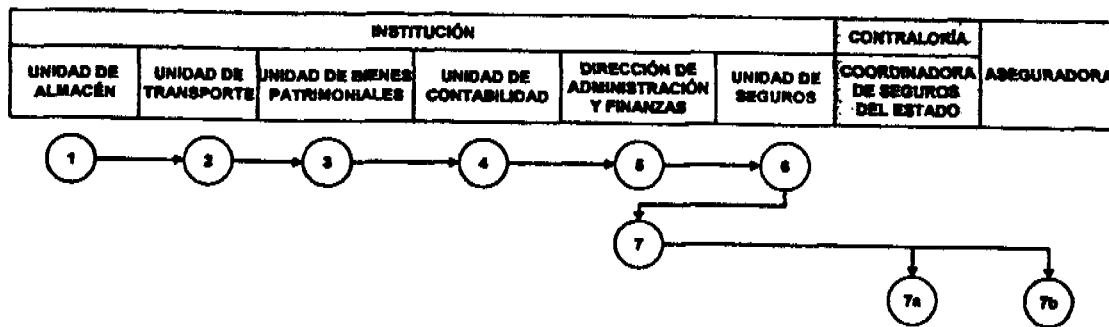 INSTITUCIÓN
CONTRALORÍA
UNIDAD DE
ALMACÉN
UNIDAD DE
TRANSPORTE
UNIDAD DE BIENES
PATRIMONIALES
UNIDAD DE
CONTABILIDAD
DIRECCIÓN DE
ADMINISTRACIÓN
Y FINANZAS
UNIDAD DE
SEGUROS
COORDINADORA
DE SEGUROS
DEL ESTADO
ASEGURADORA
1
2
3
4
5
6
7
7a
7b